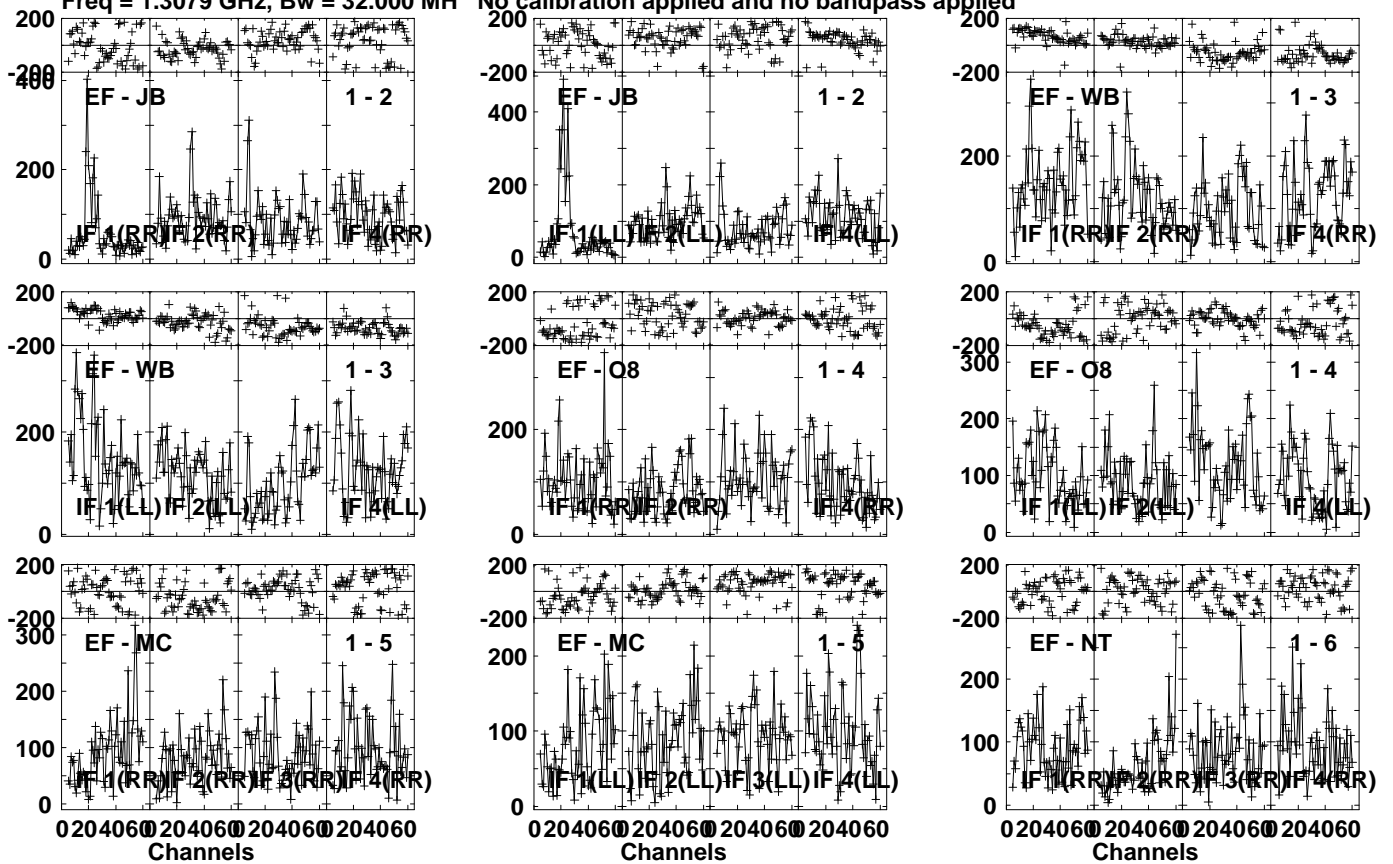 Freq = 1.3079 GHz, Bw = 32.000 MH No calibration applied and no bandpass applied
200
-200
400
200
0
EF - JB
1 - 2
IF 1(RR)
IF 2(RR)
IF 4(RR)
200
-200
400
200
0
EF - JB
1 - 2
IF 1(LL)
IF 2(LL)
IF 4(LL)
200
-200
200
0
EF - WB
1 - 3
IF 1(RR)
IF 2(RR)
IF 4(RR)
200
-200
200
0
EF - WB
1 - 3
IF 1(LL)
IF 2(LL)
IF 4(LL)
200
-200
200
0
EF - O8
1 - 4
IF 1(RR)
IF 2(RR)
IF 4(RR)
200
-200
300
200
100
0
EF - O8
1 - 4
IF 1(LL)
IF 2(LL)
IF 4(LL)
200
-200
300
200
100
0
EF - MC
1 - 5
IF 1(RR)
IF 2(RR)
IF 3(RR)
IF 4(RR)
0 20 40 60 0 20 40 60 0 20 40 60 0 20 40 60
Channels
200
-200
200
100
0
EF - MC
1 - 5
IF 1(LL)
IF 2(LL)
IF 3(LL)
IF 4(LL)
0 20 40 60 0 20 40 60 0 20 40 60 0 20 40 60
Channels
200
-200
200
100
0
EF - NT
1 - 6
IF 1(RR)
IF 2(RR)
IF 3(RR)
IF 4(RR)
0 20 40 60 0 20 40 60 0 20 40 60 0 20 40 60
Channels